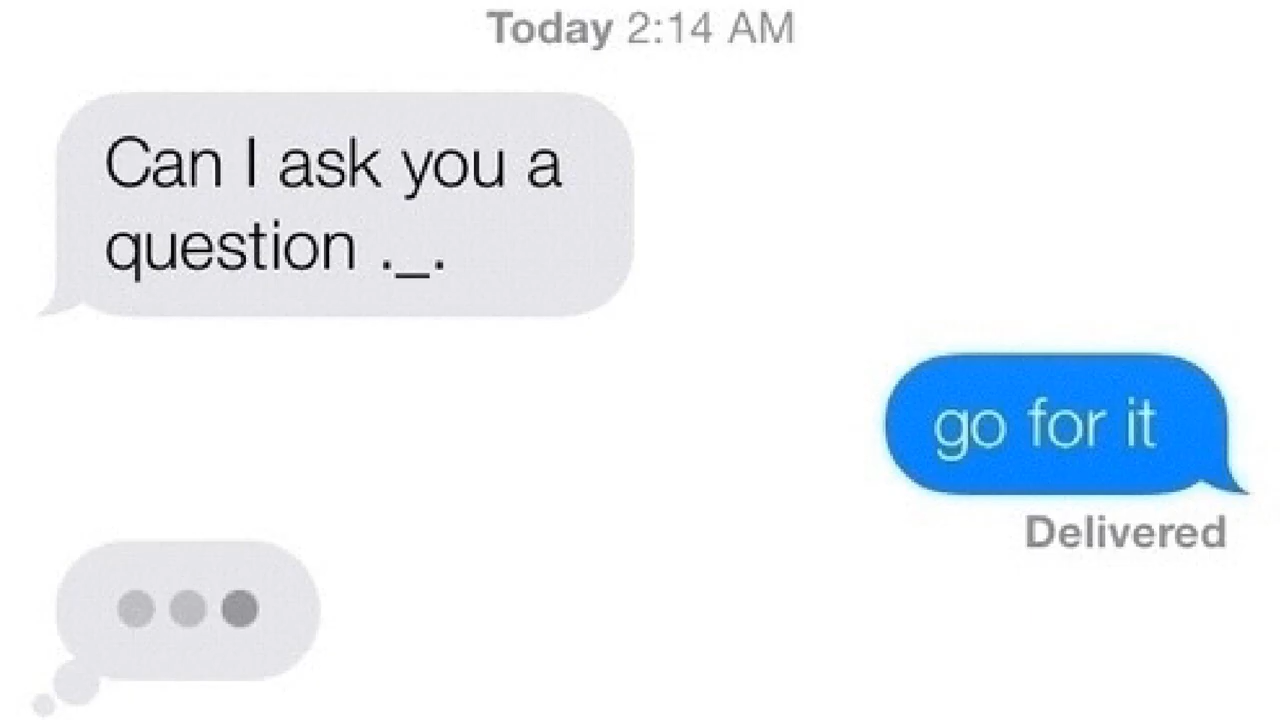 Today 2:14 AM
Can I ask you a
question ._.
go for it
Delivered